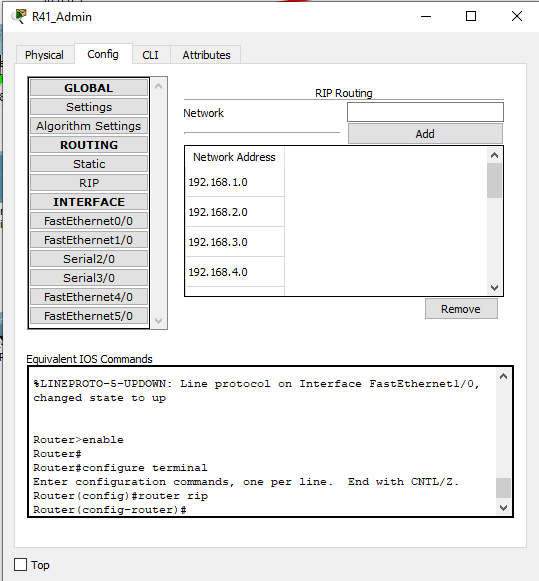 R41_Admin
Physical Config CLI Attributes
GLOBAL
Settings
Algorithm Settings
ROUTING
Static
RIP
INTERFACE
FastEthernet0/0
FastEthernet1/0
Serial2/0
Serial3/0
FastEthernet4/0
FastEthernet5/0
RIP Routing
Network
Add
Network Address
192.168.1.0
192.168.2.0
192.168.3.0
192.168.4.0
Remove
Equivalent IOS Commands
%LINEPROTO-5-UPDOWN: Line protocol on Interface FastEthernet1/0,
changed state to up
Router>enable
Router#
Router#configure terminal
Enter configuration commands, one per line.  End with CNTL/Z.
Router(config)#router rip
Router(config-router)#
Top